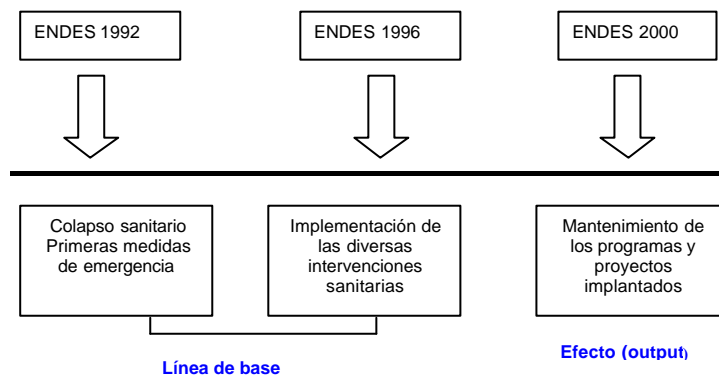 ENDES 1992
ENDES 1996
ENDES 2000
Colapso sanitario
Primeras medidas
de emergencia
Implementación de
las diversas
intervenciones
sanitarias
Mantenimiento de
los programas y
proyectos
implantados
Línea de base
Efecto (output)